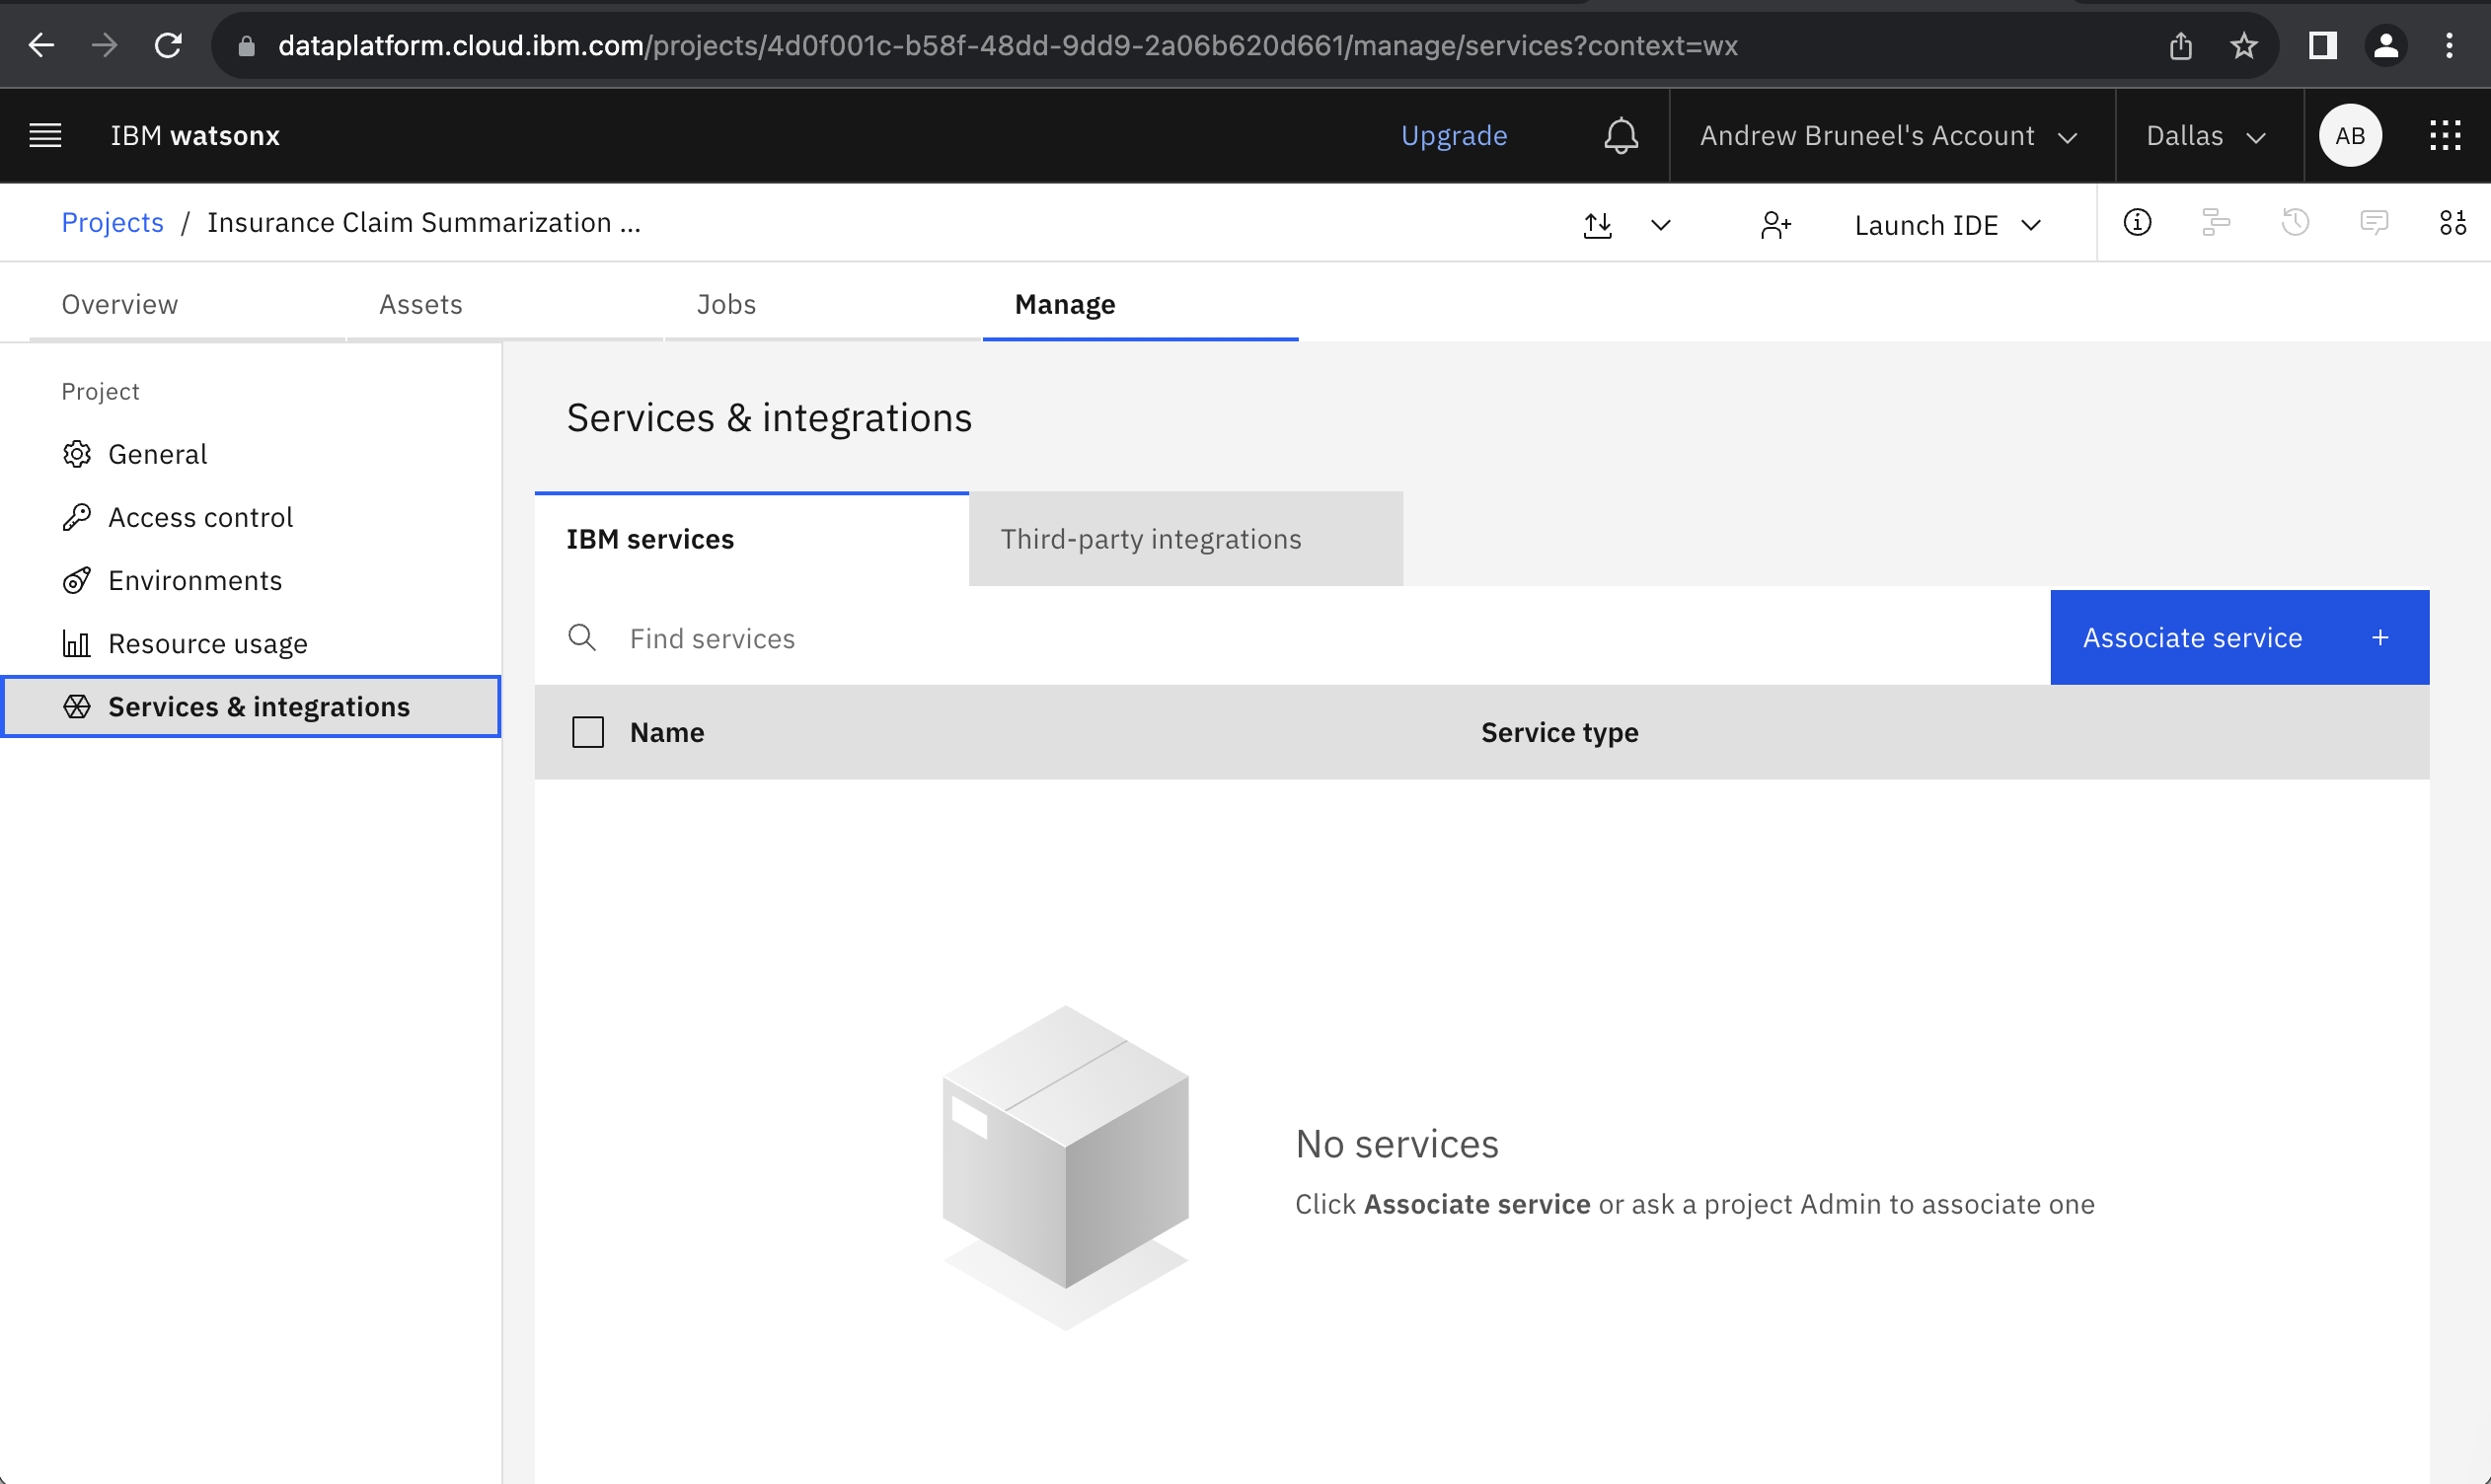 dataplatform.cloud.ibm.com/projects/4d0f001c-b58f-48dd-9dd9-2a06b620d661/manage/services?context=wx
IBM watsonx
Upgrade
Andrew Bruneel's Account
Dallas
AB
Projects / Insurance Claim Summarization ...
Launch IDE
Overview
Assets
Jobs
Manage
Project
General
Access control
Environments
Resource usage
Services & integrations
Services & integrations
IBM services
Third-party integrations
Find services
Associate service +
Name
Service type
No services
Click Associate service or ask a project Admin to associate one